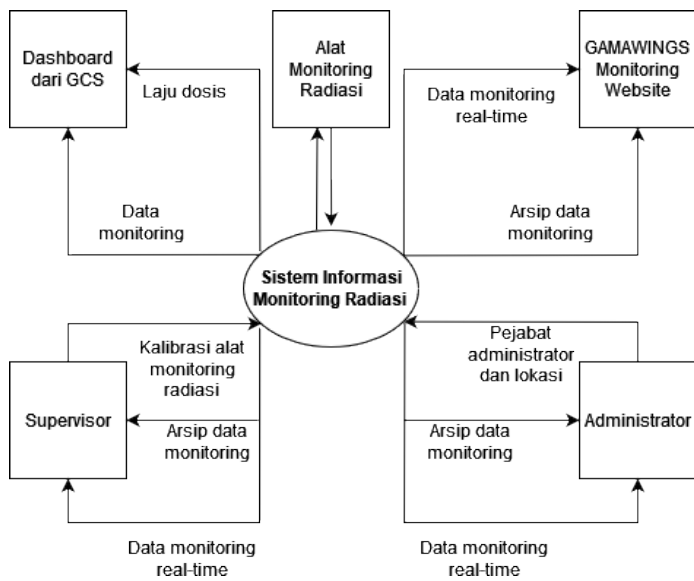 Dashboard
dari GCS
Laju dosis
Data
monitoring
Alat
Monitoring
Radiasi
GAMAWINGS
Monitoring
Website
Data monitoring
real-time
Arsip data
monitoring
Sistem Informasi
Monitoring Radiasi
Supervisor
Kalibrasi alat
monitoring
radiasi
Arsip data
monitoring
Data monitoring
real-time
Pejabat
administrator
dan lokasi
Administrator
Arsip data
monitoring
Data monitoring
real-time